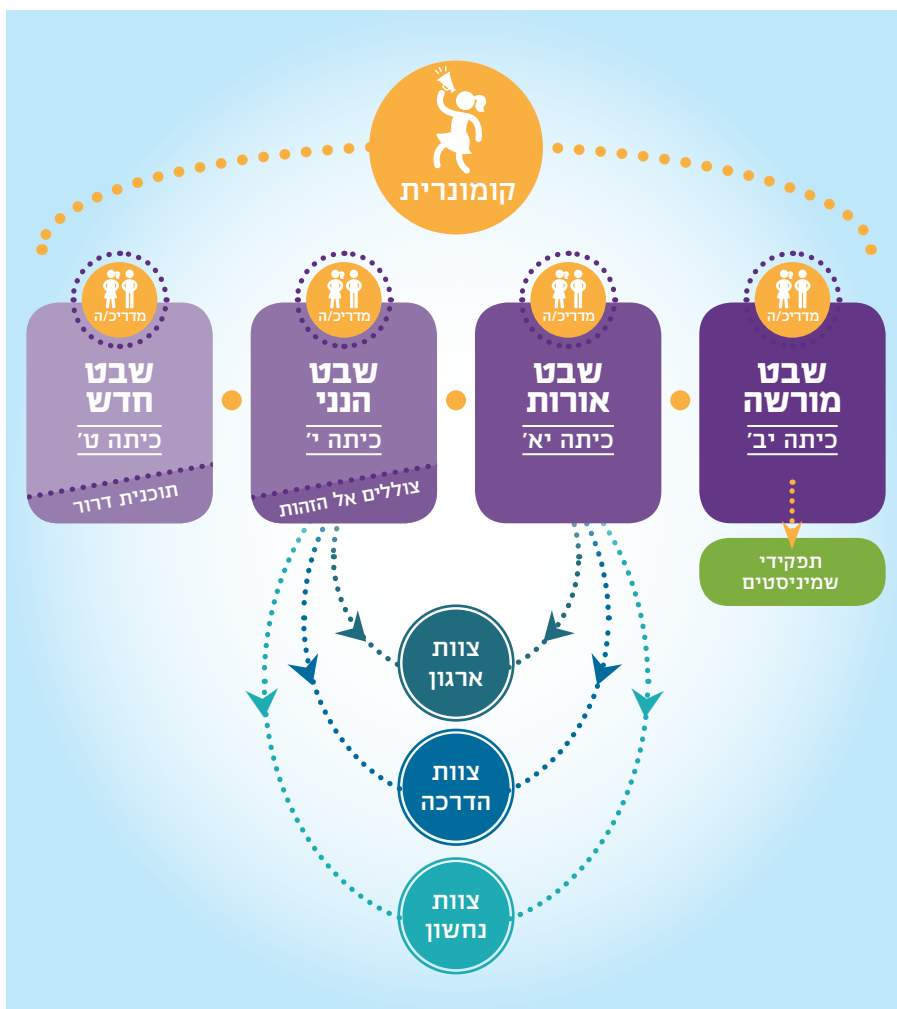 קומונרית
מדריכ/ה
שבט
מורשה
כיתה יב'
תפקידי
שמיניסטים
מדריכ/ה
שבט
אורות
כיתה יא'
מדריכ/ה
שבט
הנני
כיתה י'
צוללים אל הזהות
מדריכ/ה
שבט
חדש
כיתה ט'
תוכנית דרור
צוות
ארגון
צוות
הדרכה
צוות
נחשון